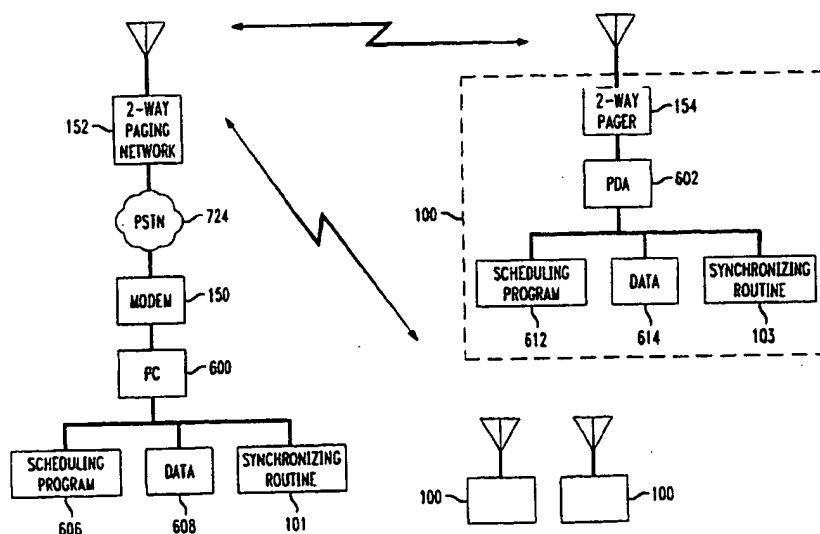 2-WAY
PAGING
NETWORK
152
PSTN
724
MODEM
150
PC
600
SCHEDULING
PROGRAM
606
DATA
608
SYNCHRONIZING
ROUTINE
101
2-WAY
PAGER
154
PDA
602
100
SCHEDULING
PROGRAM
612
DATA
614
SYNCHRONIZING
ROUTINE
103
100
100